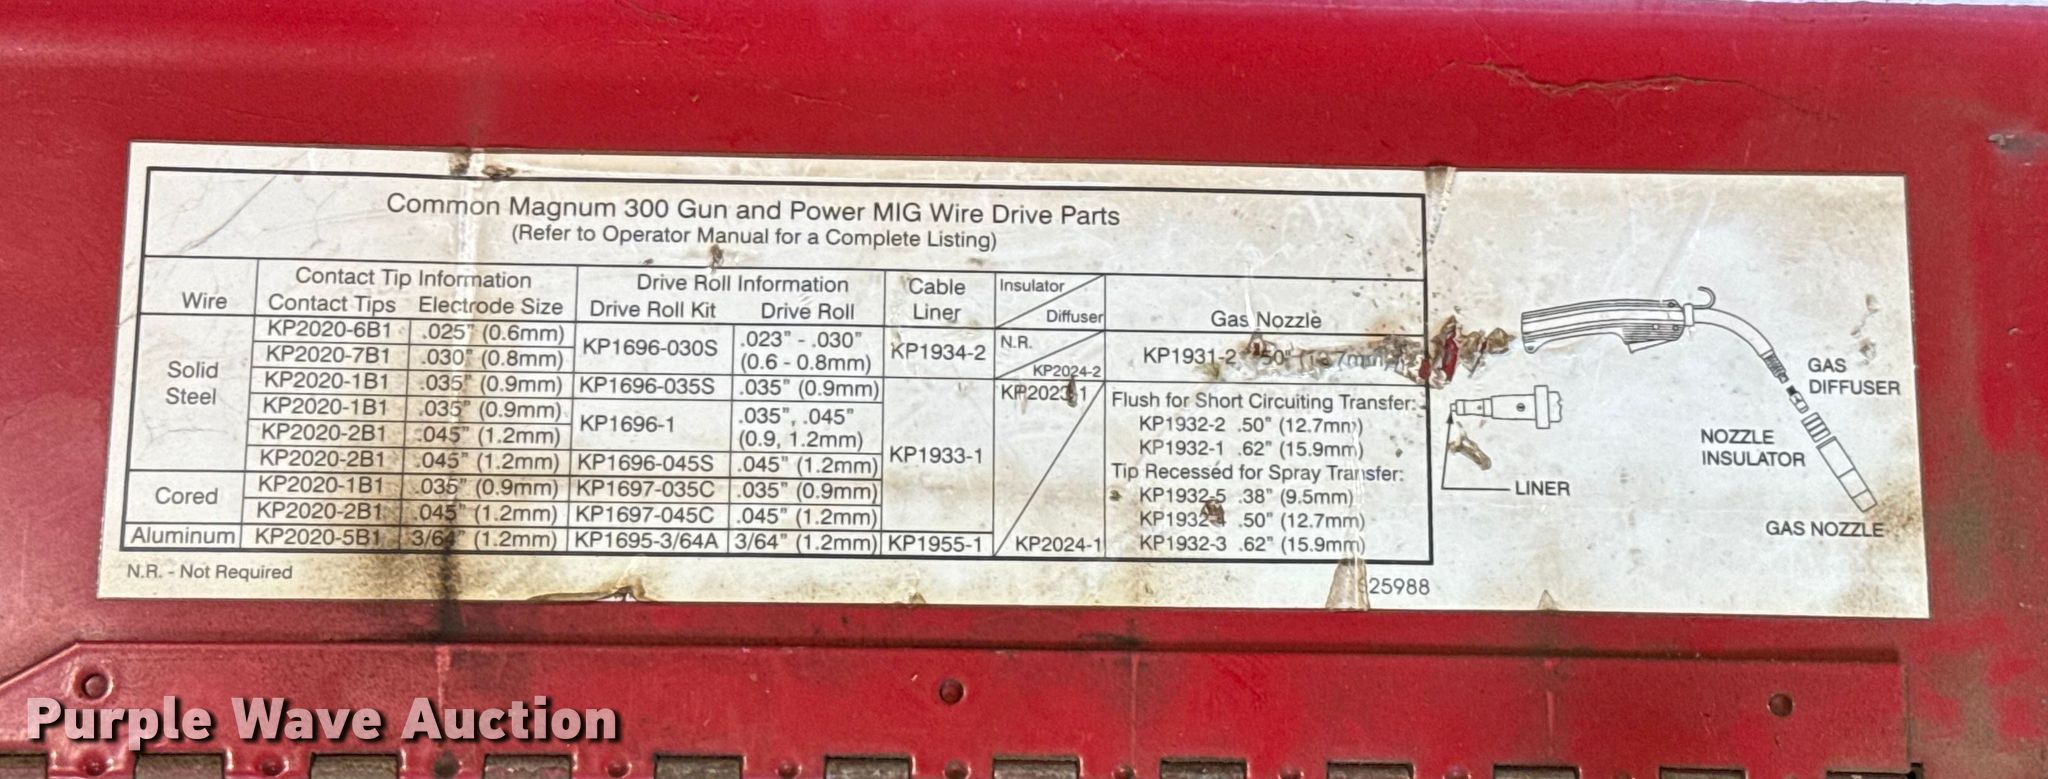 Common Magnum 300 Gun and Power MIG Wire Drive Parts
(Refer to Operator Manual for a Complete Listing)
Wire
Contact Tip Information
Contact Tips Electrode Size
Drive Roll Information
Drive Roll Kit Drive Roll
Cable
Liner
Insulator
Diffuser
Gas Nozzle
Solid
Steel
KP2020-6B1 .025" (0.6mm)
KP2020-7B1 .030" (0.8mm)
KP1696-030S .023" - .030"
(0.6 - 0.8mm)
KP1934-2
N.R.
KP2024-2
KP1931-2 .50" (12.7mm)
KP2020-1B1 .035" (0.9mm) KP1696-035S .035" (0.9mm)
KP2020-1B1 .035" (0.9mm)
KP2020-2B1 .045" (1.2mm)
KP1696-1 .035", .045"
(0.9, 1.2mm)
KP2020-2B1 .045" (1.2mm) KP1696-045S .045" (1.2mm)
Cored
KP2020-1B1 .035" (0.9mm) KP1697-035C .035" (0.9mm)
KP2020-2B1 .045" (1.2mm) KP1697-045C .045" (1.2mm)
KP1933-1
Aluminum KP2020-5B1 3/64" (1.2mm) KP1695-3/64A 3/64" (1.2mm) KP1955-1
KP2023-1
KP2024-1
Flush for Short Circuiting Transfer:
KP1932-2 .50" (12.7mm)
KP1932-1 .62" (15.9mm)
Tip Recessed for Spray Transfer:
KP1932-5 .38" (9.5mm)
KP1932-4 .50" (12.7mm)
KP1932-3 .62" (15.9mm)
N.R. - Not Required
S25988
GAS
DIFFUSER
NOZZLE
INSULATOR
LINER
GAS NOZZLE
Purple Wave Auction